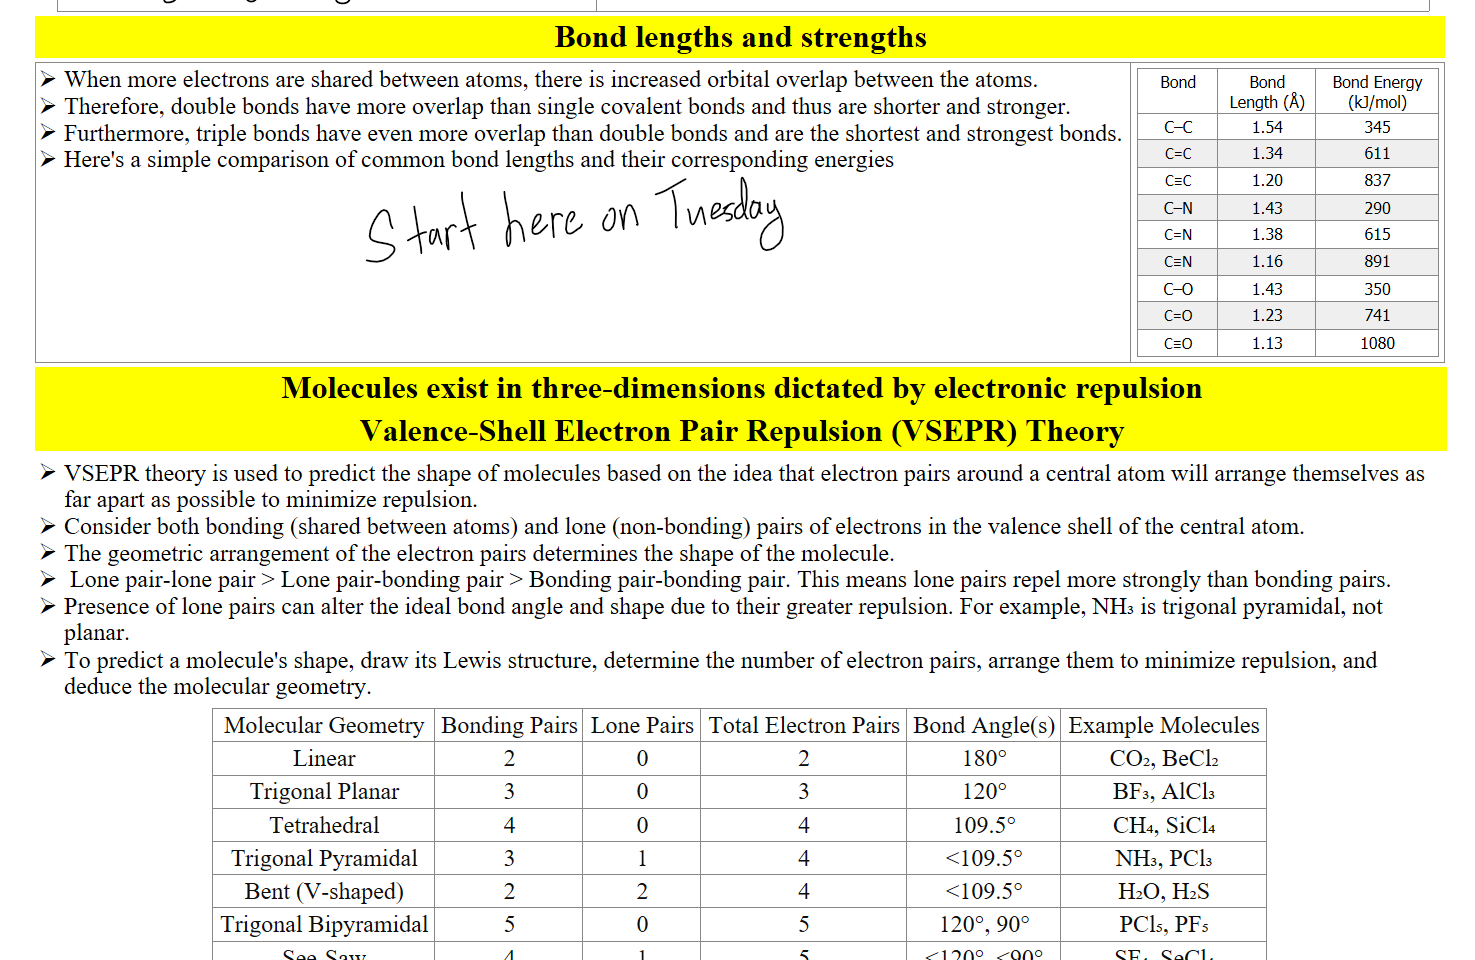 Bond lengths and strengths
➢ When more electrons are shared between atoms, there is increased orbital overlap between the atoms.
➢ Therefore, double bonds have more overlap than single covalent bonds and thus are shorter and stronger.
➢ Furthermore, triple bonds have even more overlap than double bonds and are the shortest and strongest bonds.
➢ Here's a simple comparison of common bond lengths and their corresponding energies
Start here on Tuesday
Bond Bond Length (Å) Bond Energy (kJ/mol)
C–C 1.54 345
C=C 1.34 611
C≡C 1.20 837
C–N 1.43 290
C=N 1.38 615
C≡N 1.16 891
C–O 1.43 350
C=O 1.23 741
C≡O 1.13 1080
Molecules exist in three-dimensions dictated by electronic repulsion
Valence-Shell Electron Pair Repulsion (VSEPR) Theory
➢ VSEPR theory is used to predict the shape of molecules based on the idea that electron pairs around a central atom will arrange themselves as
far apart as possible to minimize repulsion.
➢ Consider both bonding (shared between atoms) and lone (non-bonding) pairs of electrons in the valence shell of the central atom.
➢ The geometric arrangement of the electron pairs determines the shape of the molecule.
➢ Lone pair-lone pair > Lone pair-bonding pair > Bonding pair-bonding pair. This means lone pairs repel more strongly than bonding pairs.
➢ Presence of lone pairs can alter the ideal bond angle and shape due to their greater repulsion. For example, NH₃ is trigonal pyramidal, not
planar.
➢ To predict a molecule's shape, draw its Lewis structure, determine the number of electron pairs, arrange them to minimize repulsion, and
deduce the molecular geometry.
Molecular Geometry Bonding Pairs Lone Pairs Total Electron Pairs Bond Angle(s) Example Molecules
Linear 2 0 2 180° CO₂, BeCl₂
Trigonal Planar 3 0 3 120° BF₃, AlCl₃
Tetrahedral 4 0 4 109.5° CH₄, SiCl₄
Trigonal Pyramidal 3 1 4 <109.5° NH₃, PCl₃
Bent (V-shaped) 2 2 4 <109.5° H₂O, H₂S
Trigonal Bipyramidal 5 0 5 120°, 90° PCl₅, PF₅
See-Saw 4 1 5 <120°, <90° SF₄, SeCl₄